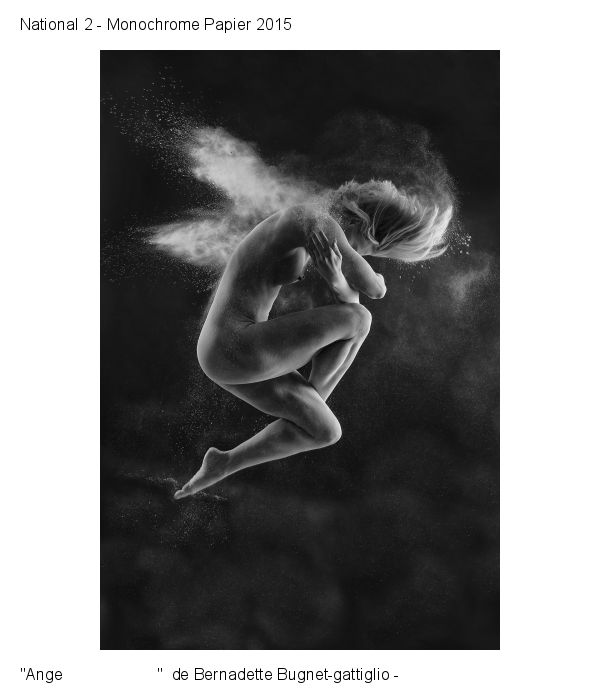 National 2 - Monochrome Papier 2015
"Ange " de Bernadette Bugnet-gattiglio -